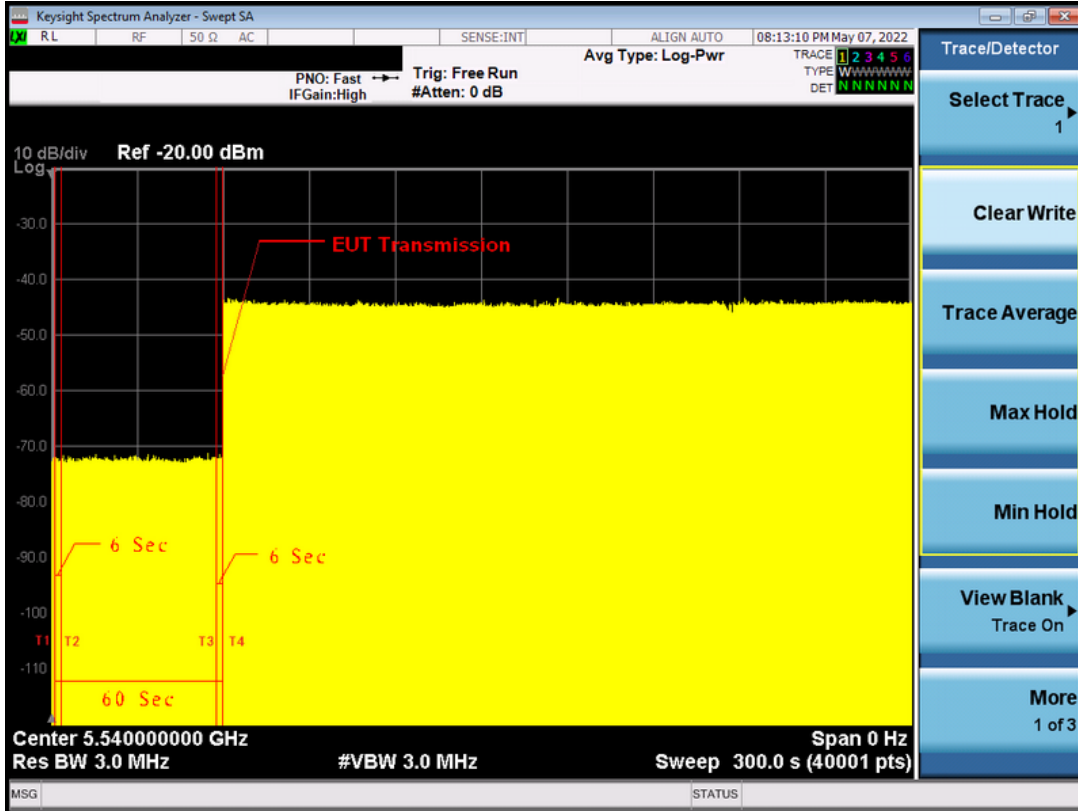 Keysight Spectrum Analyzer - Swept SA
LXI RL RF 50 Ω AC SENSE:INT ALIGN AUTO 08:13:10 PM May 07, 2022
Avg Type: Log-Pwr
TRACE 1 2 3 4 5 6
PNO: Fast Trig: Free Run
TYPE WWWWWW
IFGain:High #Atten: 0 dB
DET N N N N N N
10 dB/div Ref -20.00 dBm
Log
-30.0
EUT Transmission
-40.0
-50.0
-60.0
-70.0
-80.0
6 Sec
-90.0
6 Sec
-100
T1 T2 T3 T4
-110
60 Sec
Center 5.540000000 GHz Span 0 Hz
Res BW 3.0 MHz #VBW 3.0 MHz Sweep 300.0 s (40001 pts)
MSG STATUS
Trace/Detector
Select Trace
1
Clear Write
Trace Average
Max Hold
Min Hold
View Blank
Trace On
More
1 of 3